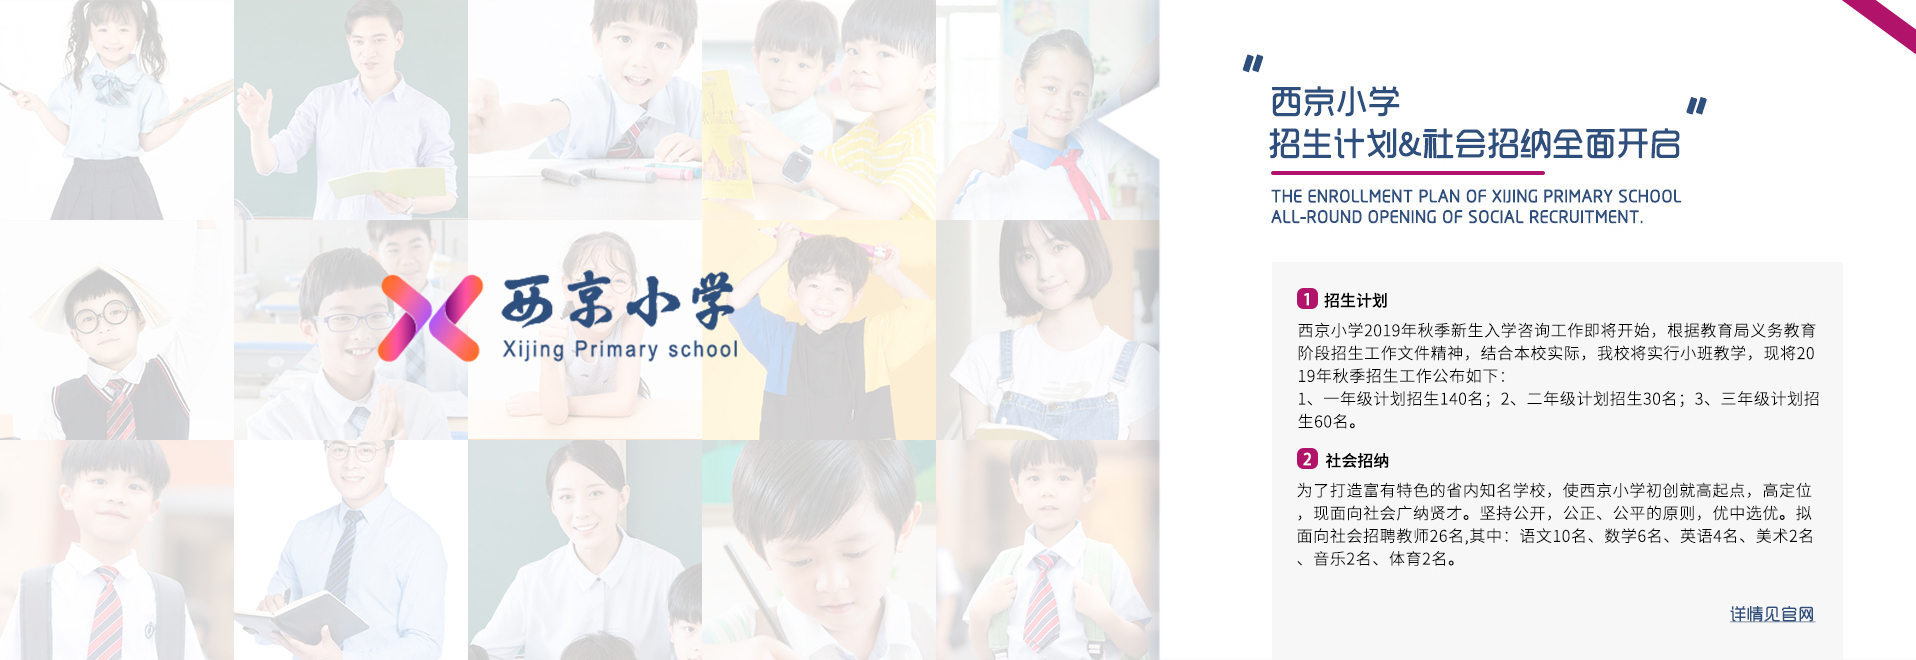 西京小学
Xijing Primary school
"西京小学
招生计划&社会招纳全面开启"
THE ENROLLMENT PLAN OF XIJING PRIMARY SCHOOL
ALL-ROUND OPENING OF SOCIAL RECRUITMENT.
1 招生计划
西京小学2019年秋季新生入学咨询工作即将开始，根据教育局义务教育
阶段招生工作文件精神，结合本校实际，我校将实行小班教学，现将20
19年秋季招生工作公布如下：
1、一年级计划招生140名；2、二年级计划招生30名；3、三年级计划招
生60名。
2 社会招纳
为了打造富有特色的省内知名学校，使西京小学初创就高起点，高定位
，现面向社会广纳贤才。坚持公开，公正、公平的原则，优中选优。拟
面向社会招聘教师26名,其中：语文10名、数学6名、英语4名、美术2名
、音乐2名、体育2名。
详情见官网